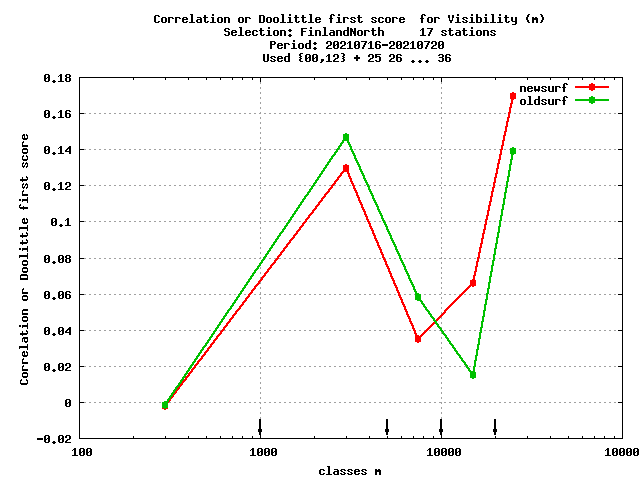 Correlation or Doolittle first score  for Visibility (m)
Selection: FinlandNorth     17 stations
Period: 20210716-20210720
Used {00,12} + 25 26 ... 36
newsurf
oldsurf
Correlation or Doolittle first score
0.18
0.16
0.14
0.12
0.1
0.08
0.06
0.04
0.02
0
-0.02
100 1000 10000 10000
classes m